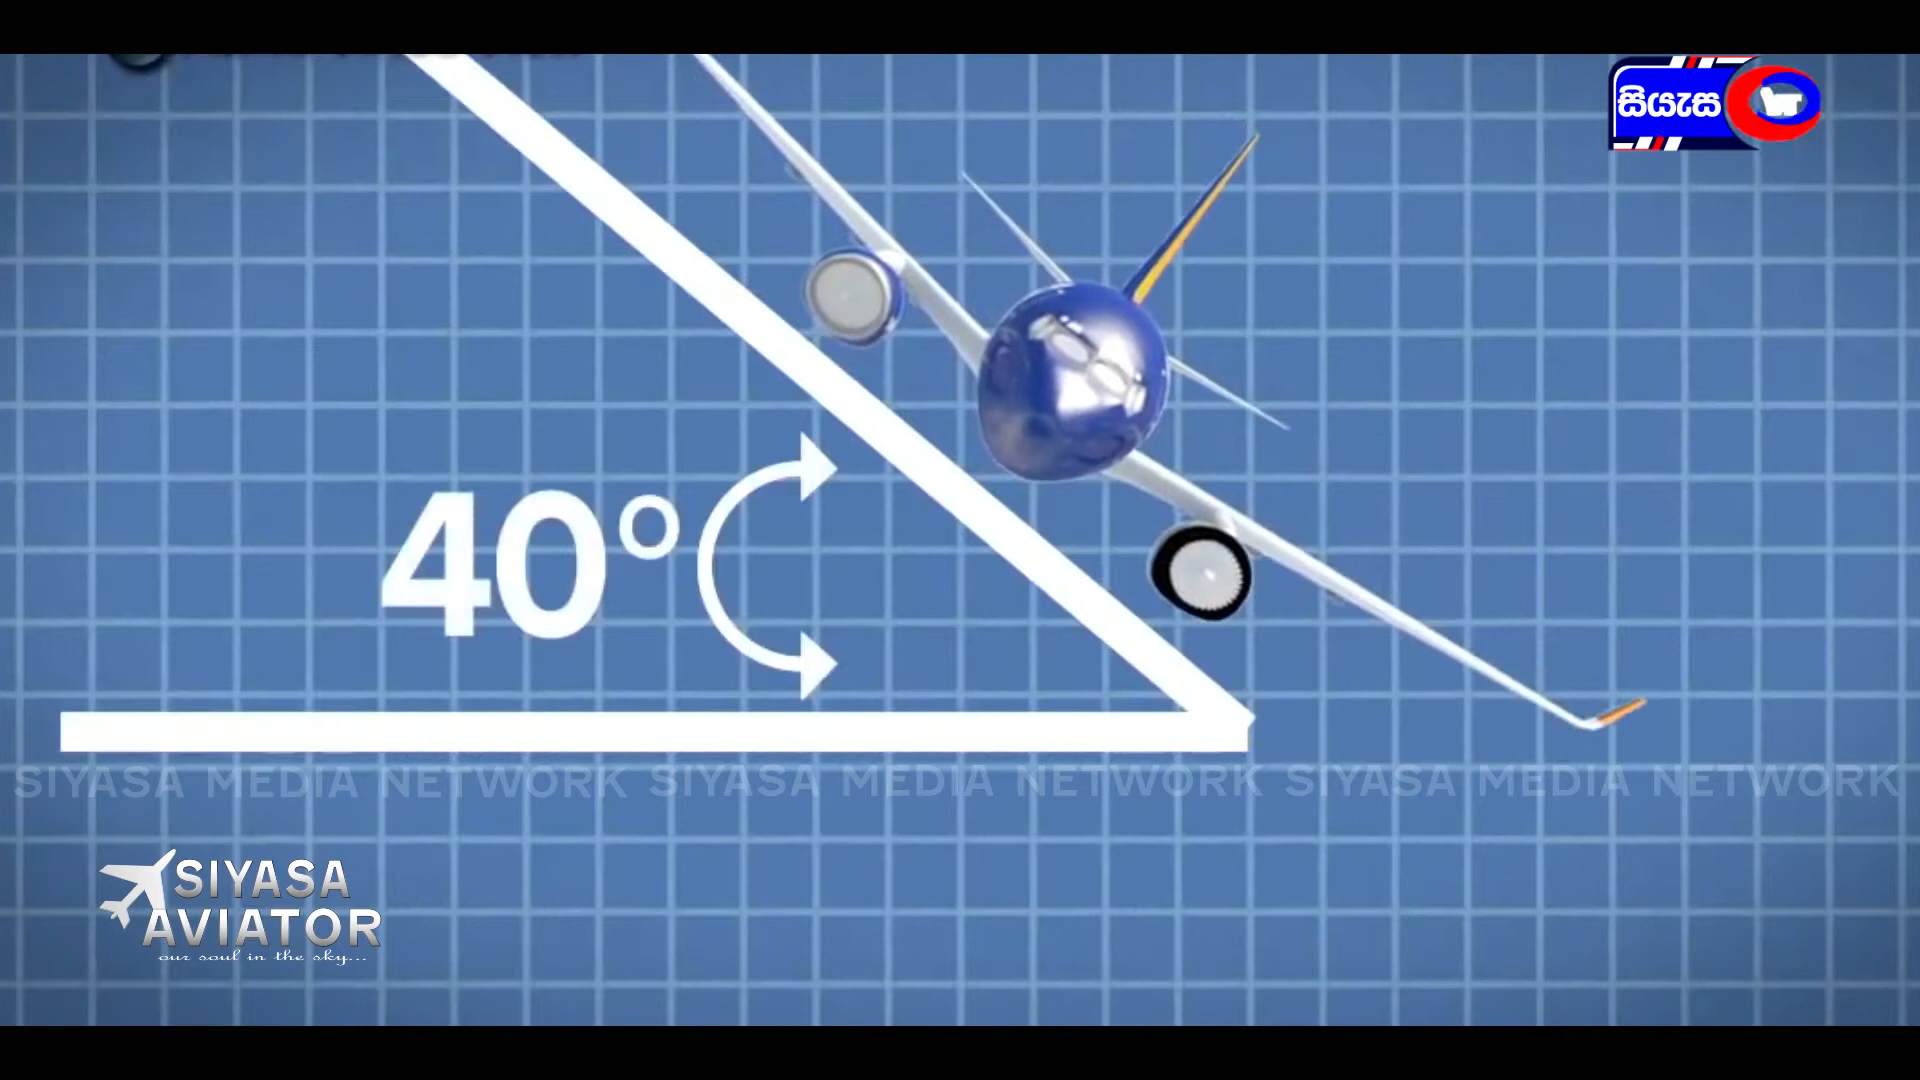 සියැස
40°
SIYASA MEDIA NETWORK SIYASA MEDIA NETWORK SIYASA MEDIA NETWORK
SIYASA
AVIATOR
our soul in the sky...